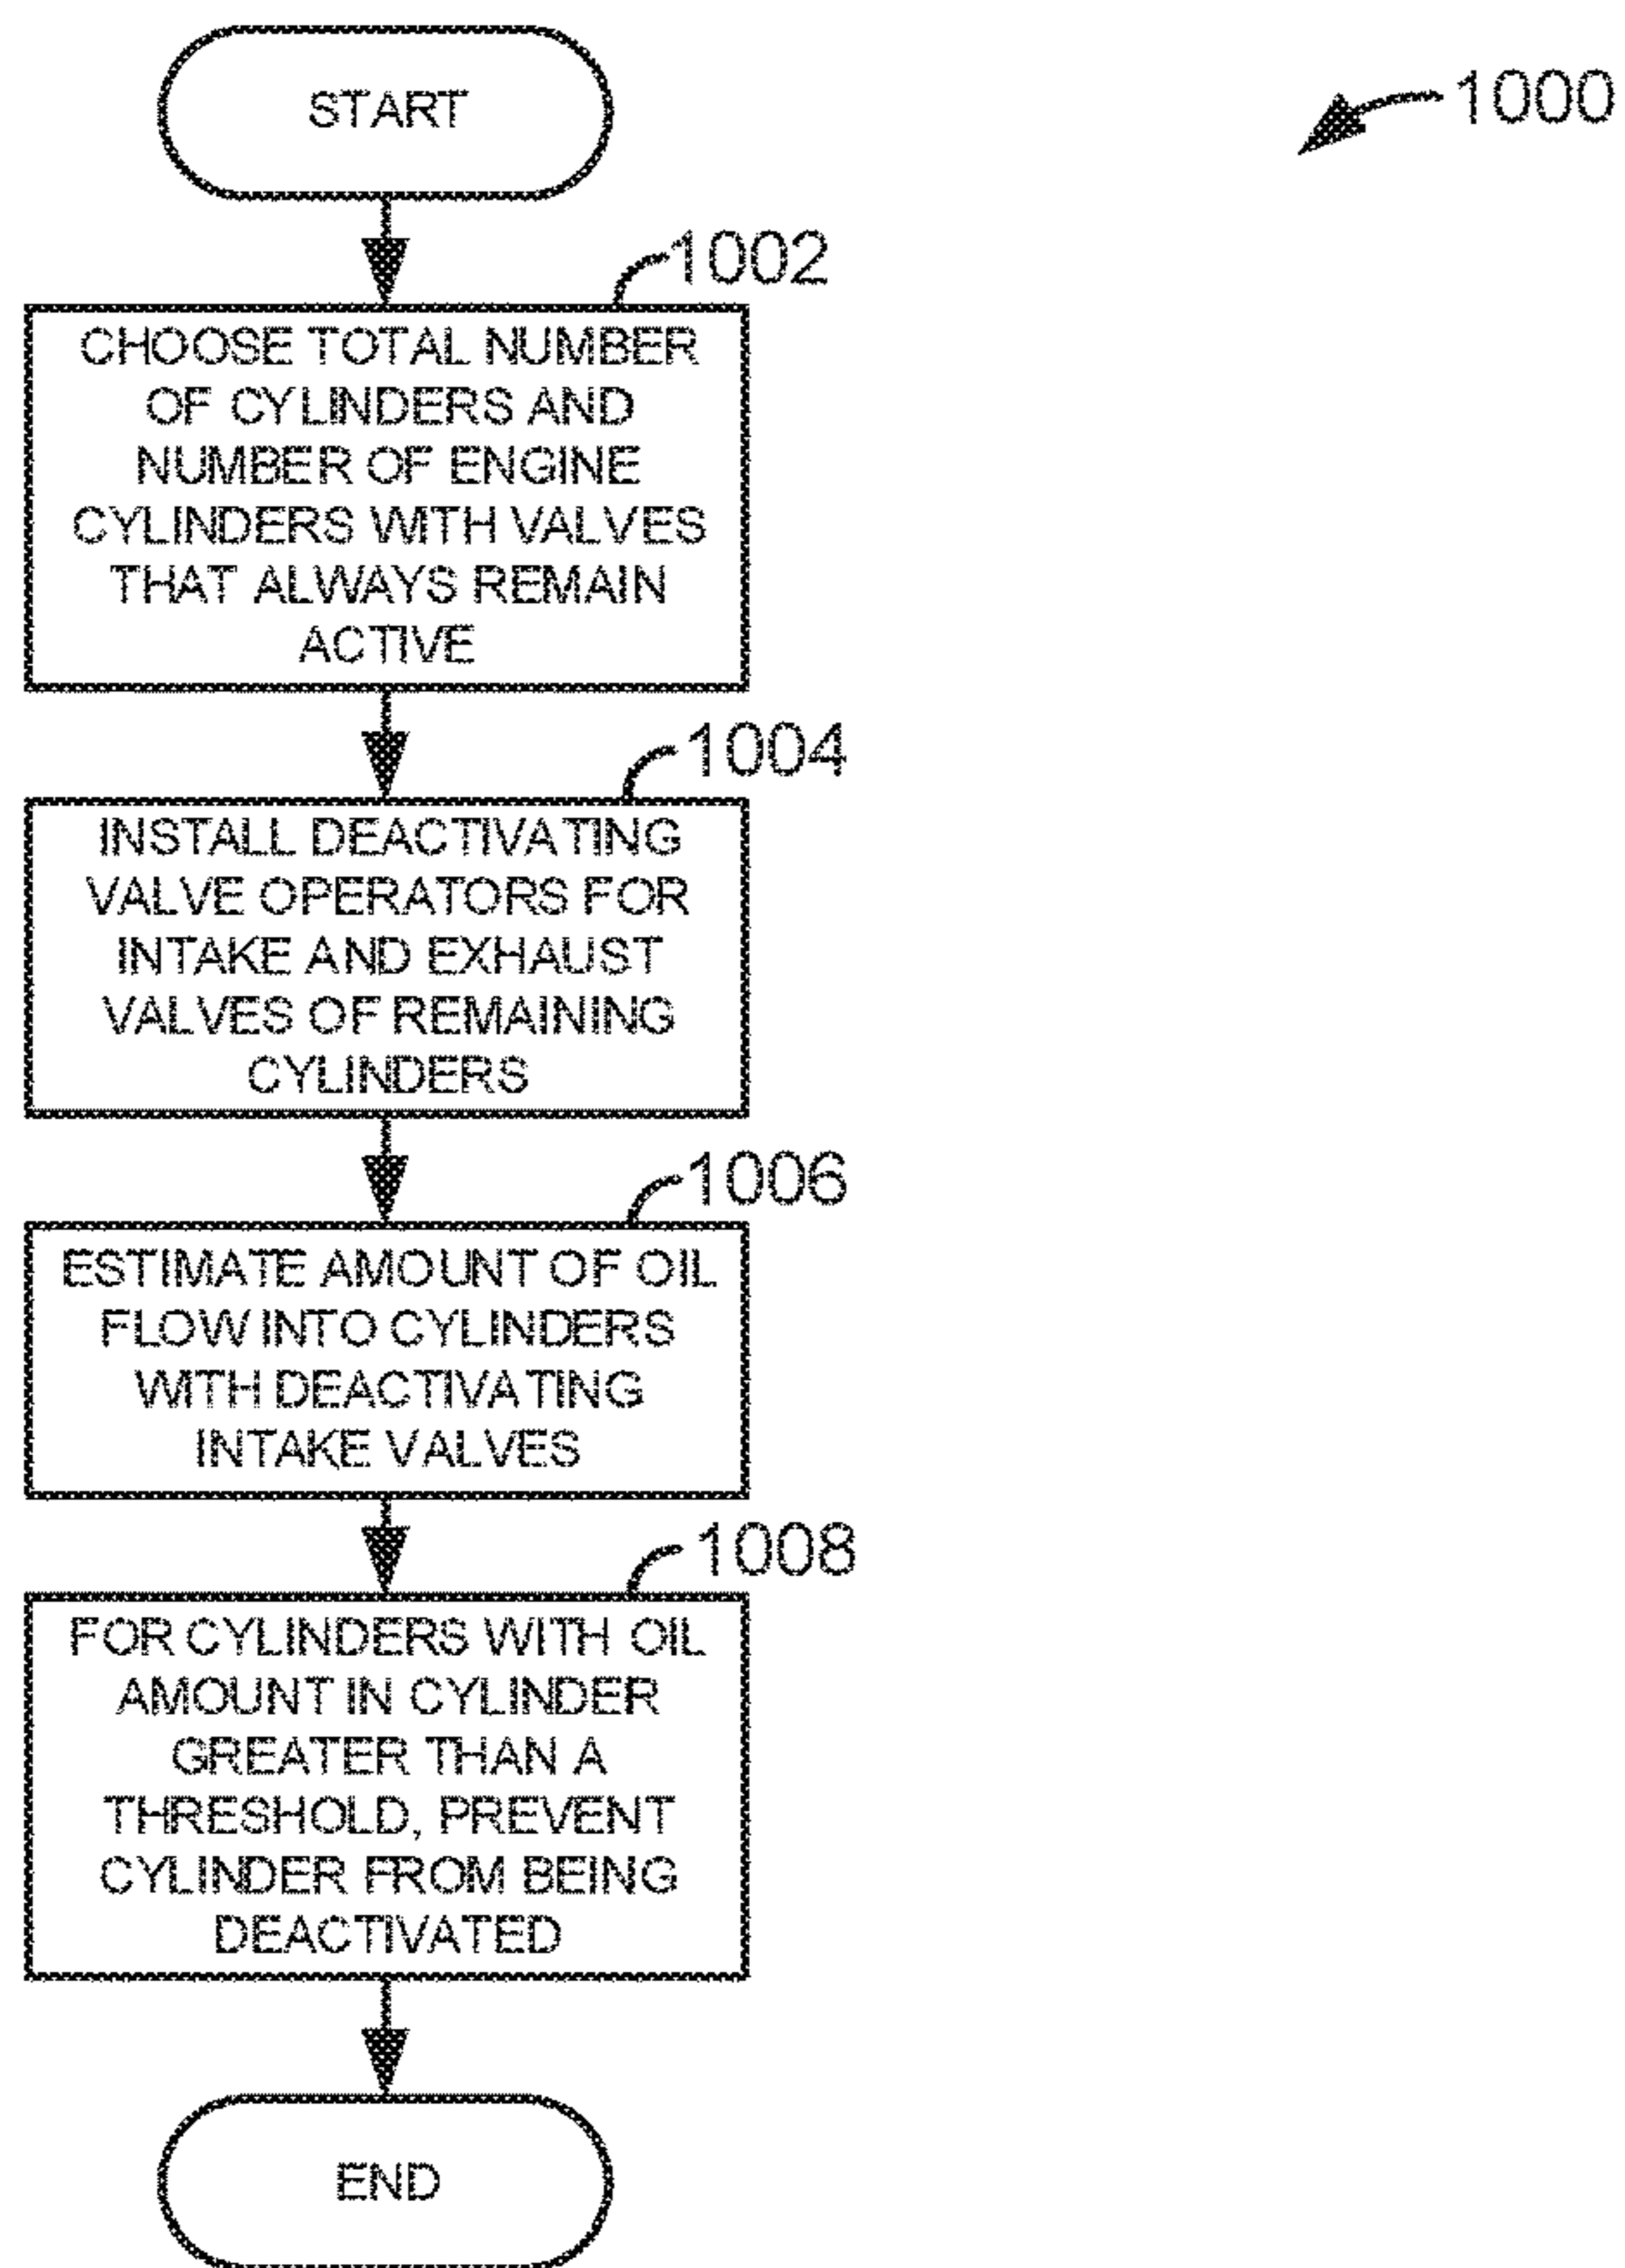 START
1000
1002
CHOOSE TOTAL NUMBER
OF CYLINDERS AND
NUMBER OF ENGINE
CYLINDERS WITH VALVES
THAT ALWAYS REMAIN
ACTIVE
1004
INSTALL DEACTIVATING
VALVE OPERATORS FOR
INTAKE AND EXHAUST
VALVES OF REMAINING
CYLINDERS
1006
ESTIMATE AMOUNT OF OIL
FLOW INTO CYLINDERS
WITH DEACTIVATING
INTAKE VALVES
1008
FOR CYLINDERS WITH OIL
AMOUNT IN CYLINDER
GREATER THAN A
THRESHOLD, PREVENT
CYLINDER FROM BEING
DEACTIVATED
END